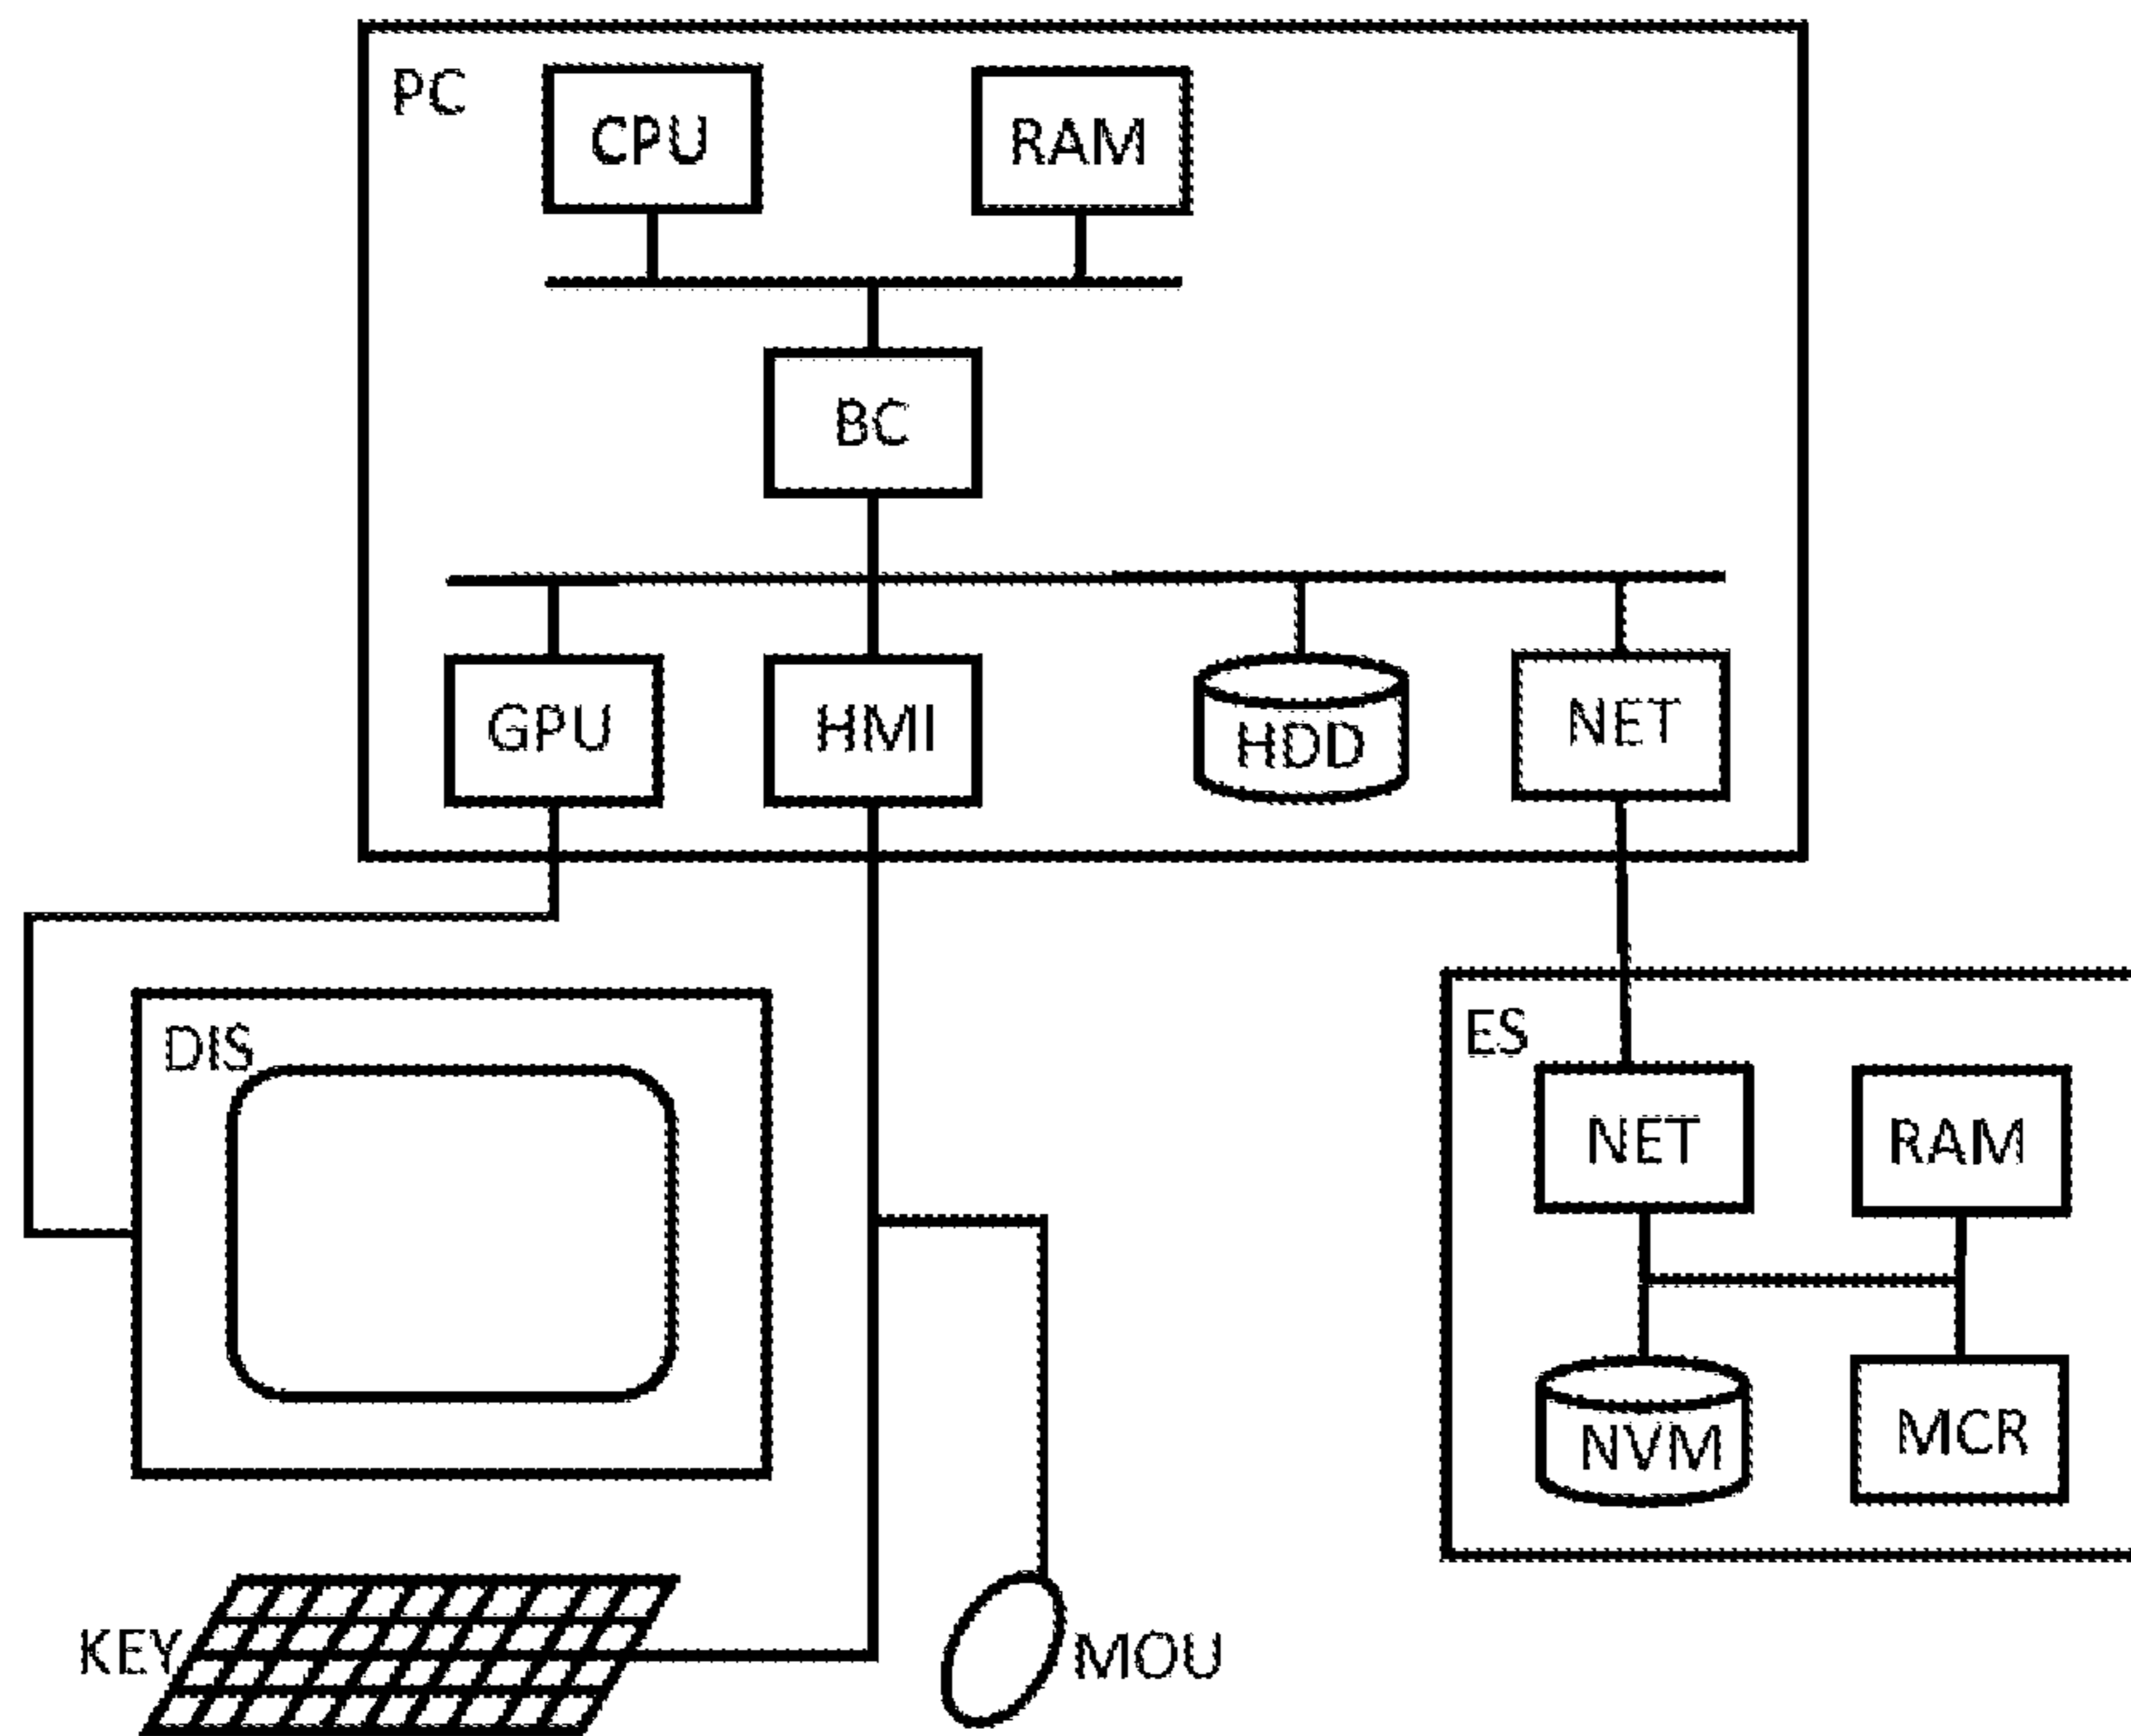 PC
CPU
RAM
BC
GPU
HMI
HDD
NET
DIS
ES
NET
RAM
NVM
MCR
KEY
MOU